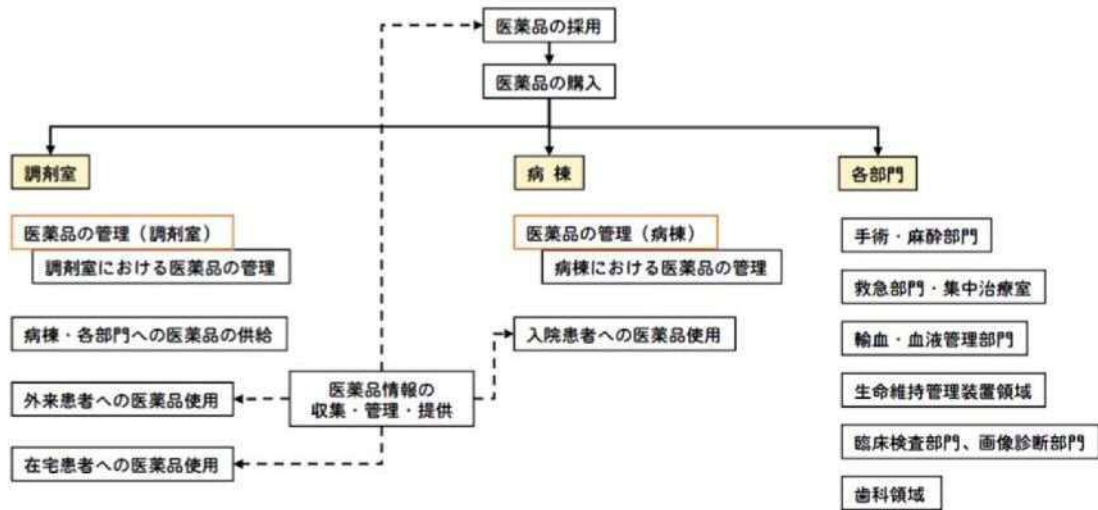 医薬品の採用
医薬品の購入
調剤室
病 棟
各部門
医薬品の管理（調剤室）
調剤室における医薬品の管理
病棟・各部門への医薬品の供給
外来患者への医薬品使用
在宅患者への医薬品使用
医薬品情報の
収集・管理・提供
医薬品の管理（病棟）
病棟における医薬品の管理
入院患者への医薬品使用
手術・麻酔部門
救急部門・集中治療室
輸血・血液管理部門
生命維持管理装置領域
臨床検査部門、画像診断部門
歯科領域